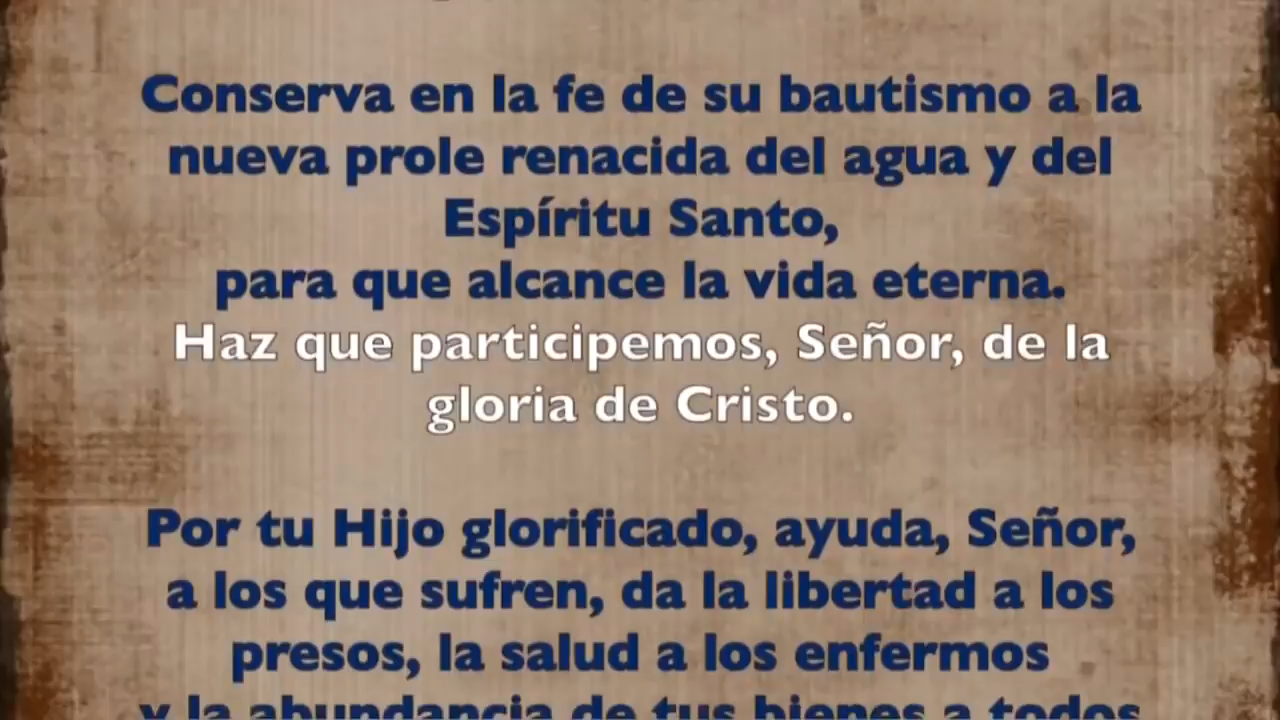 Conserva en la fe de su bautismo a la
nueva prole renacida del agua y del
Espíritu Santo,
para que alcance la vida eterna.
Haz que participemos, Señor, de la
gloria de Cristo.
Por tu Hijo glorificado, ayuda, Señor,
a los que sufren, da la libertad a los
presos, la salud a los enfermos
y la abundancia de tus bienes a todos